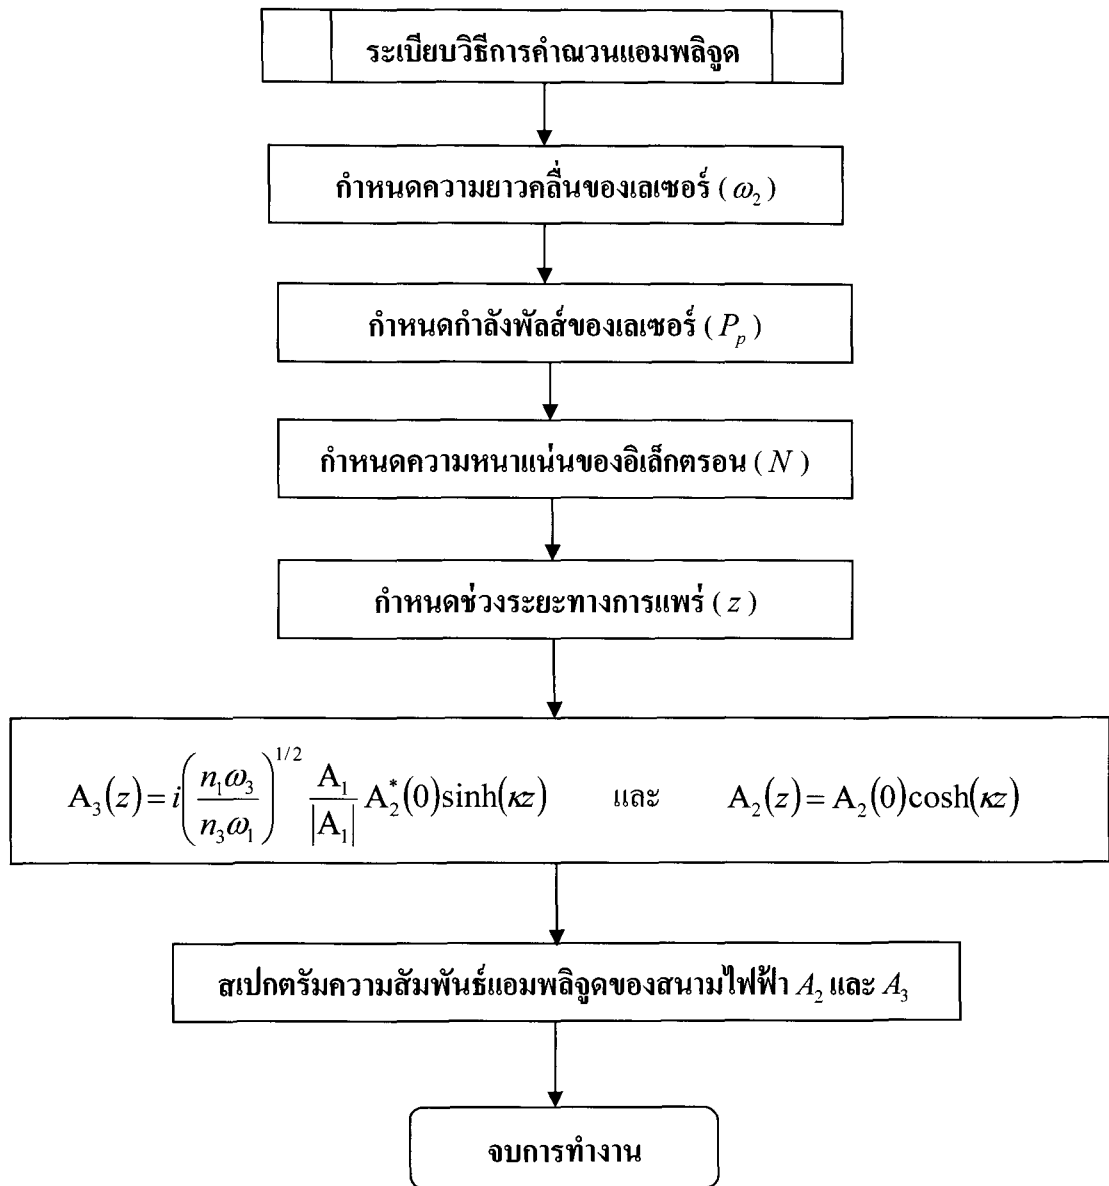 ระเบียบวิธีการคำณวนแอมพลิจูด
กำหนดความยาวคลื่นของเลเซอร์ ( ω₂ )
กำหนดกำลังพัลส์ของเลเซอร์ ( P_p )
กำหนดความหนาแน่นของอิเล็กตรอน ( N )
กำหนดช่วงระยะทางการแพร่ ( z )
A₃(z) = i(n₁ω₃/n₃ω₁)^{1/2} A₁/|A₁| A₂*(0)sinh(κz) และ A₂(z) = A₂(0)cosh(κz)
สเปกตรัมความสัมพันธ์แอมพลิจูดของสนามไฟฟ้า A₂ และ A₃
จบการทำงาน